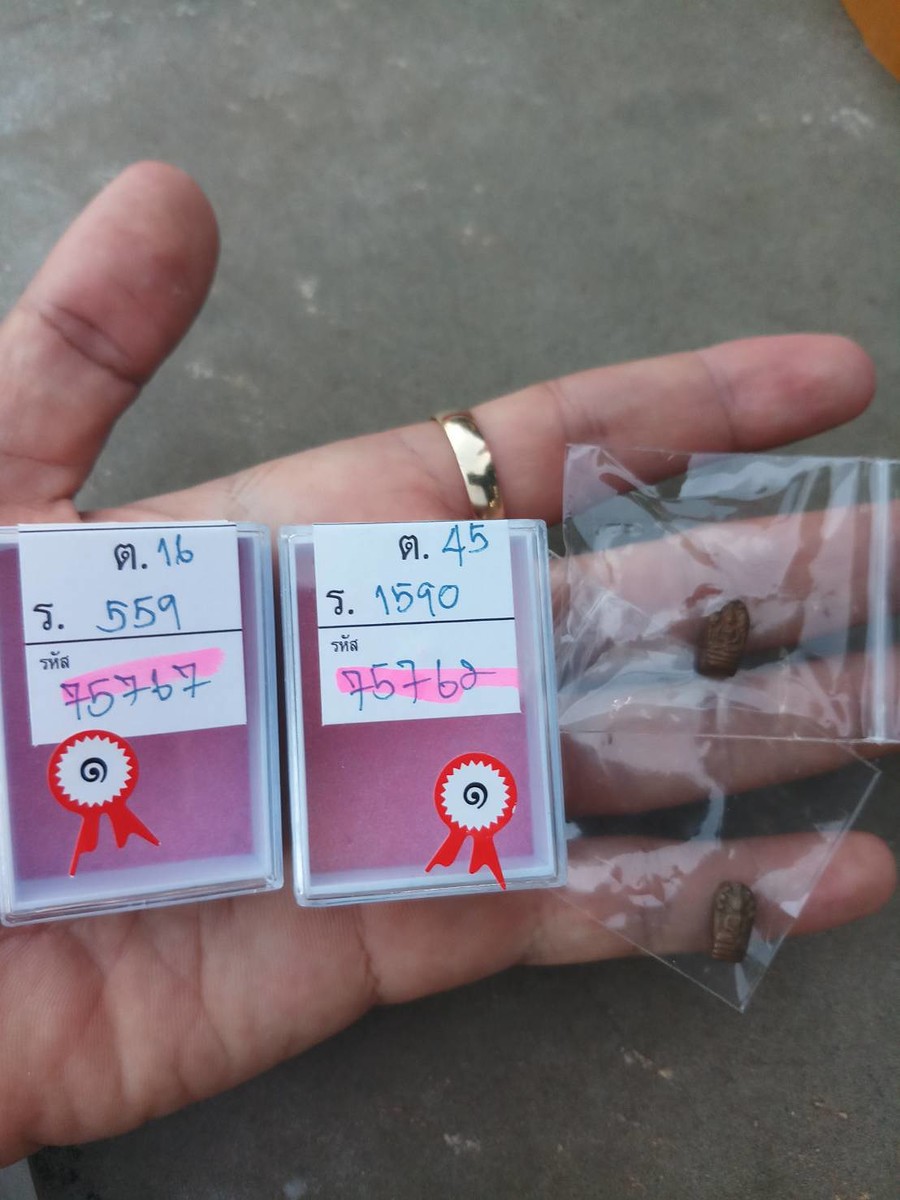 ต. 16
ร. 559
รหัส
75767
๑
ต. 45
ร. 1590
รหัส
75762
๑